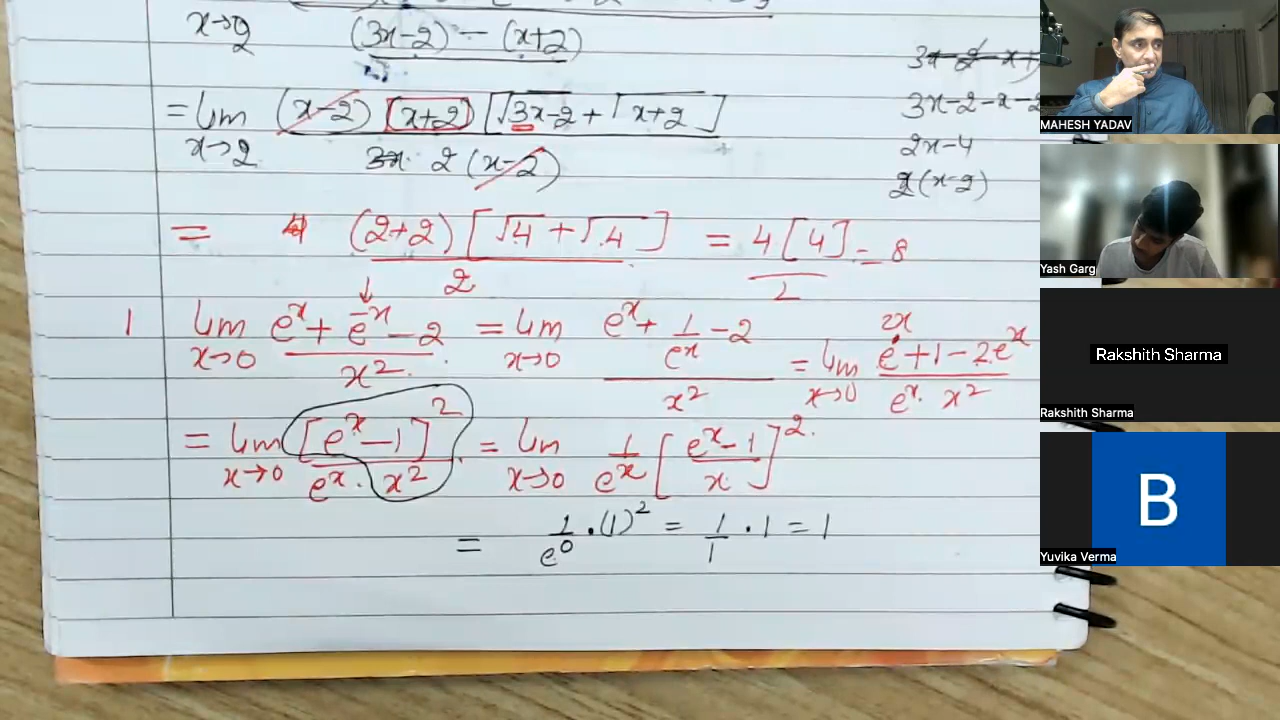 x→2 (3x-2) - (x+2)
= lim (x-2) [x+2] [√3x-2 + √x+2]
x→2 2 (x-2)
3x-2-x-2
2x-4
2(x-2)
= (2+2) [√4 + √4] / 2 = 4[4] / 2 = 8
1 lim x→0 e^x + e^-x - 2 / x² = lim x→0 e^x + 1/e^x - 2 / x² = lim x→0 e^2x + 1 - 2e^x / e^x · x²
= lim x→0 [e^x - 1]² / e^x · x² = lim x→0 1/e^x [e^x - 1 / x]².
= 1/e^0 · (1)² = 1/1 · 1 = 1
MAHESH YADAV
Yash Garg
Rakshith Sharma
Rakshith Sharma
B
Yuvika Verma